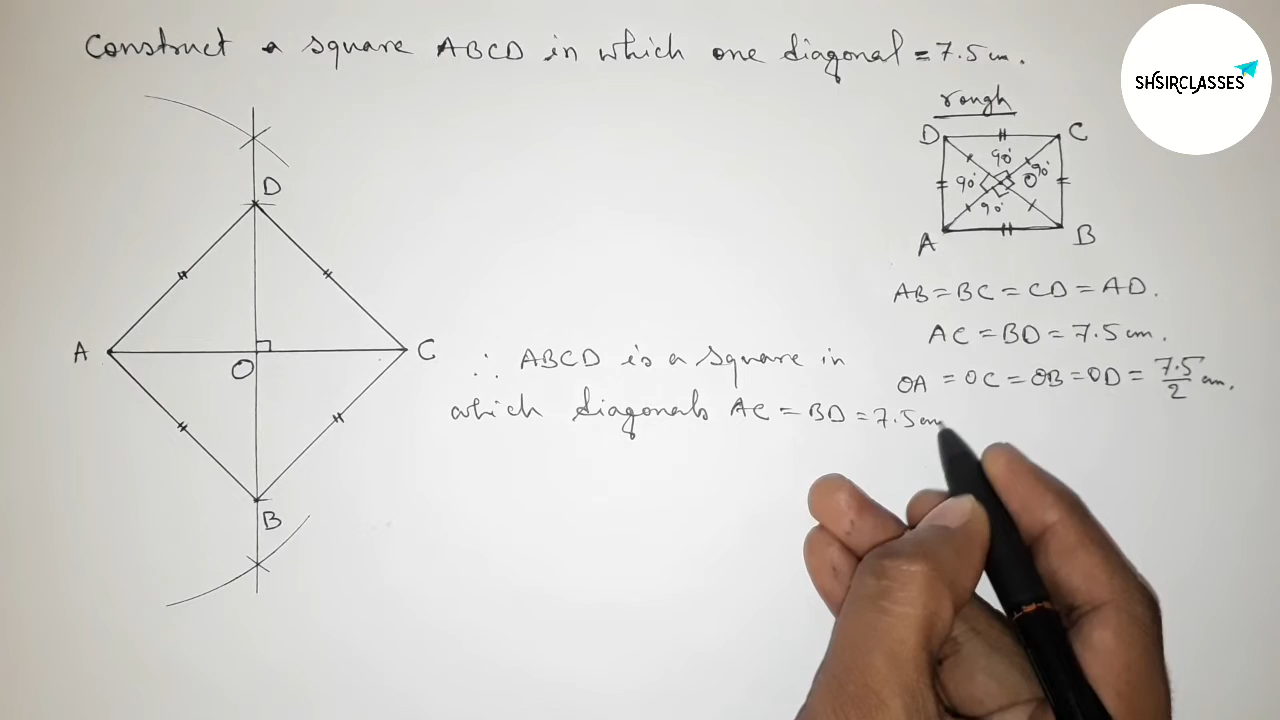 Construct a square ABCD in which one diagonal = 7.5 cm.
SHSIRCLASSES
rough
D C
90°
90° 90° O
90°
A B
AB = BC = CD = AD.
AC = BD = 7.5 cm.
OA = OC = OB = OD = 7.5/2 cm.
D
A O C
B
∴ ABCD is a square in
which diagonals AC = BD = 7.5 cm